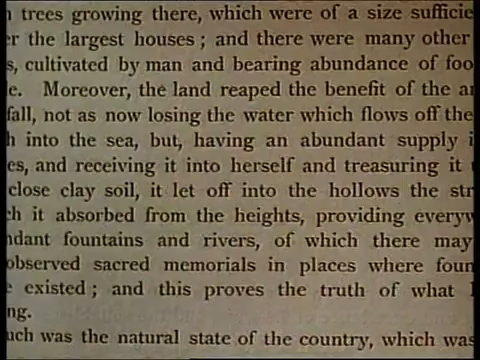 trees growing there, which were of a size sufficie
er the largest houses; and there were many other
s, cultivated by man and bearing abundance of foo
e. Moreover, the land reaped the benefit of the a
fall, not as now losing the water which flows off the
h into the sea, but, having an abundant supply i
es, and receiving it into herself and treasuring it
close clay soil, it let off into the hollows the str
ch it absorbed from the heights, providing everyw
ndant fountains and rivers, of which there may
observed sacred memorials in places where foun
e existed; and this proves the truth of what I
ng.
uch was the natural state of the country, which was